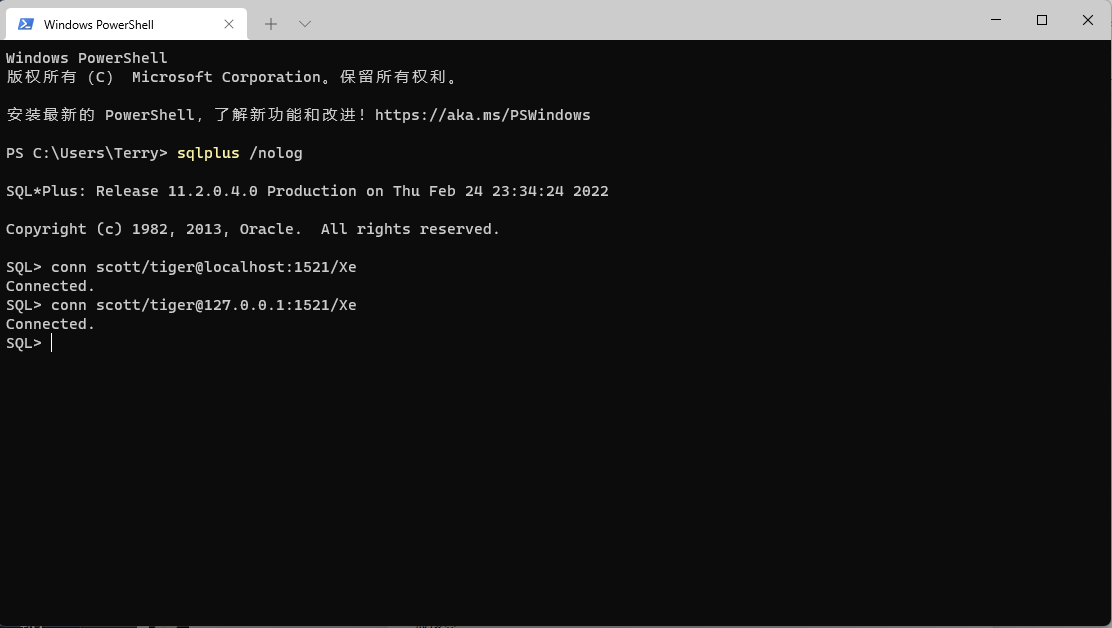 Windows PowerShell
Windows PowerShell
版权所有 (C)  Microsoft Corporation。保留所有权利。
安装最新的 PowerShell，了解新功能和改进！https://aka.ms/PSWindows
PS C:\Users\Terry> sqlplus /nolog
SQL*Plus: Release 11.2.0.4.0 Production on Thu Feb 24 23:34:24 2022
Copyright (c) 1982, 2013, Oracle.  All rights reserved.
SQL> conn scott/tiger@localhost:1521/Xe
Connected.
SQL> conn scott/tiger@127.0.0.1:1521/Xe
Connected.
SQL>